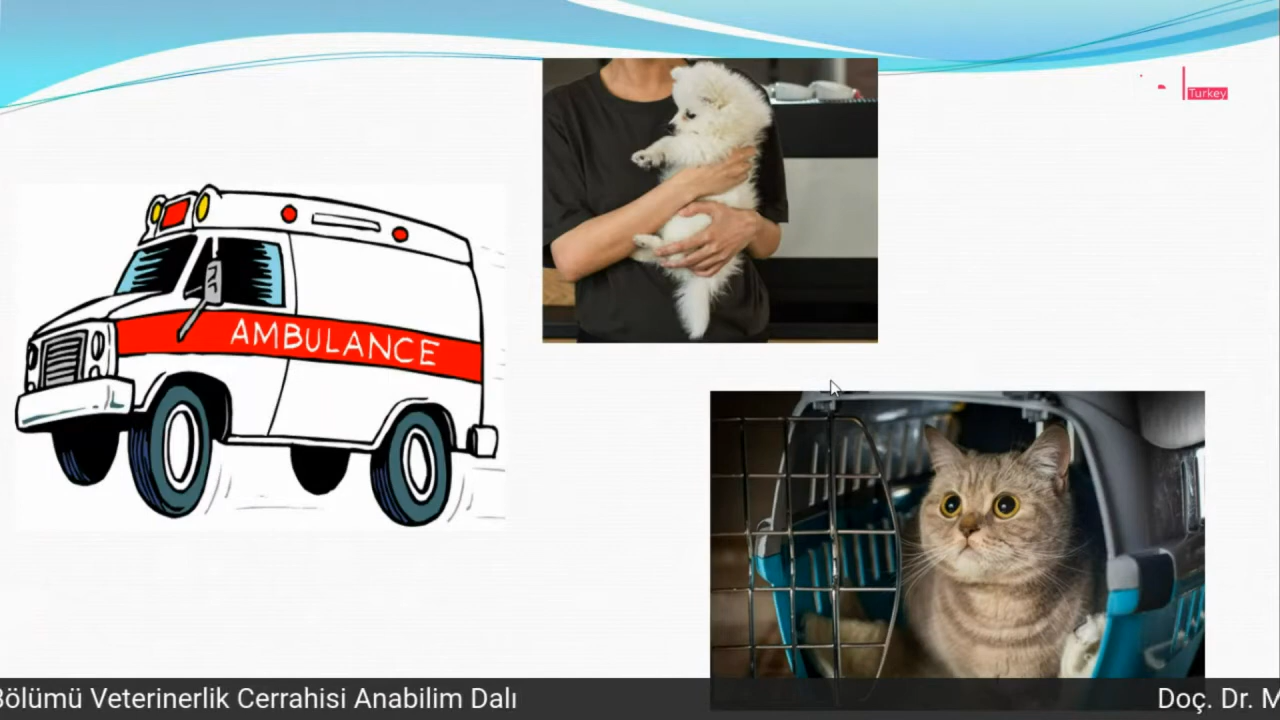 Turkey
AMBULANCE
Bölümü Veterinerlik Cerrahisi Anabilim Dalı
Doç. Dr. M